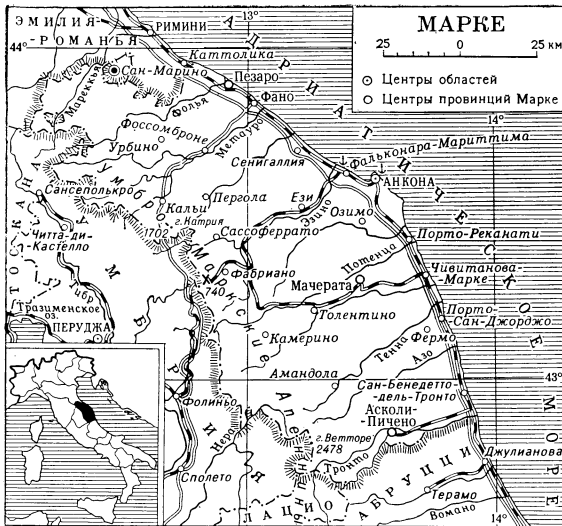 ЭМИЛИЯ-
РОМАНЬЯ
РИМИНИ
13°
44°
МАРКЕ
25 0 25 км
Центры областей
Центры провинций Марке
АДРИАТИЧЕСКОЕ МОРЕ
Каттолика
Сан-Марино
Мареккья
Пезаро
Фолья
Фано
Фоссомброне
Урбино
Метауро
Сенигаллия
14°
Фальконара-Мариттима
АНКОНА
ТОСКАНА
Сансеполькро
Умбро-
Маркские
Апеннины
Пергола
Кальи
г. Катрия
1702
Ези
Эзино
Озимо
Читта-
ди-
Кастелло
УМБРИЯ
Сассоферрато
Порто-Реканати
Потенца
Фабриано
740
Мачерата
Чивитанова-
Марке
Тибр
Тразименское
оз.
ПЕРУДЖА
Толентино
Порто-
Сан-Джорджо
Камерино
Фермо
Тенна
Азо
Амандола
43°
Сан-Бенедетто-
дель-Тронто
Фолиньо
Асколи-
Пичено
Нера
г. Ветторе
2478
Тронто
Джулианова
Сполето
ЛАЦИО
АБРУЦЦИ
Терамо
Вомано
14°